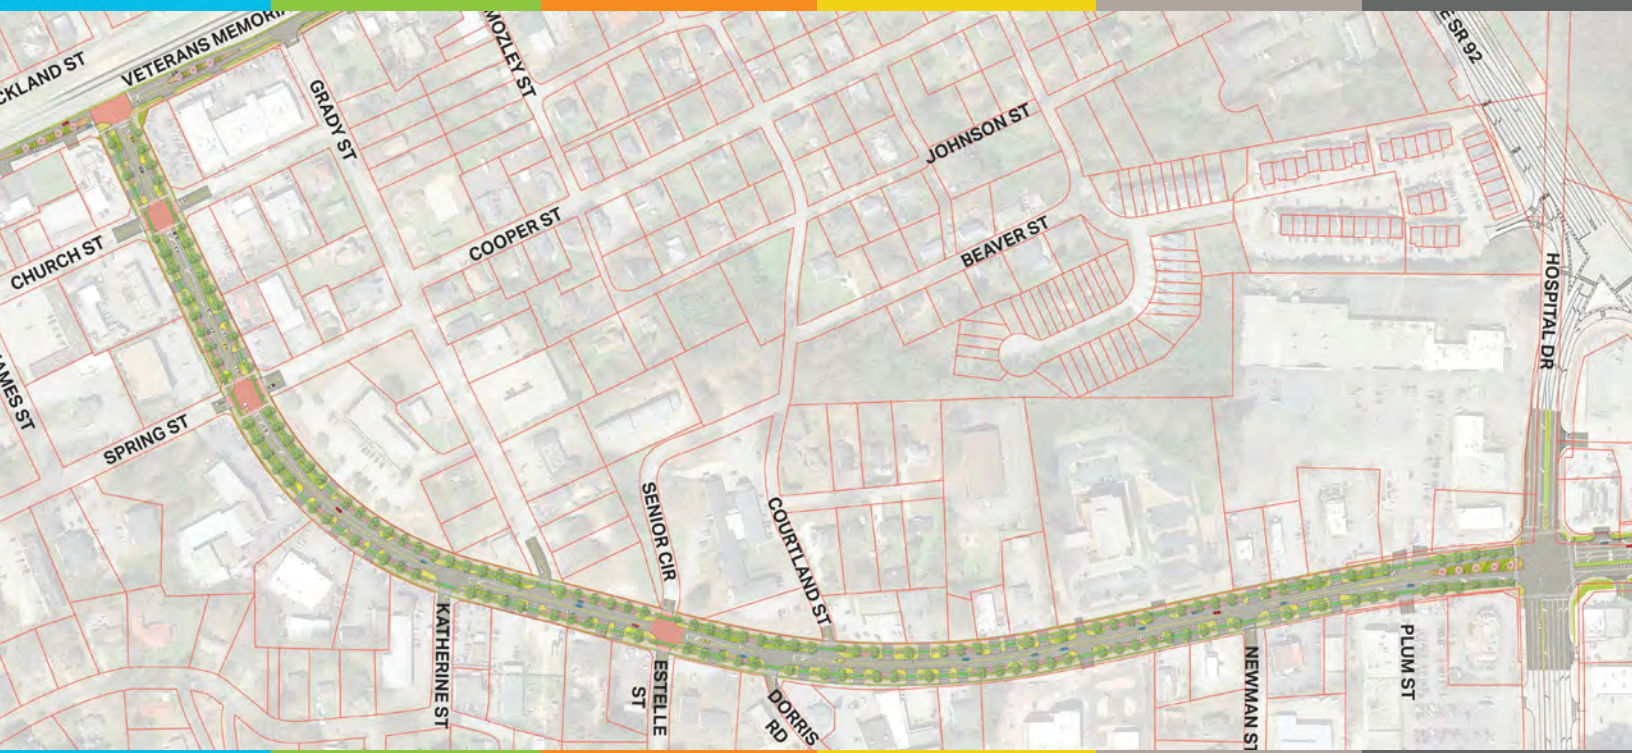 CKLAND ST
VETERANS MEMORI
GRADY ST
MOZLEY ST
E SR 92
JOHNSON ST
CHURCH ST
COOPER ST
BEAVER ST
HOSPITAL DR
AMES ST
SPRING ST
SENIOR CIR
COURTLAND ST
KATHERINE ST
ESTELLE
ST
DORRIS
RD
NEWMAN ST
PLUM ST